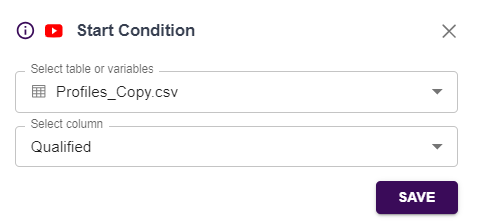 Start Condition
Select table or variables
Profiles_Copy.csv
Select column
Qualified
SAVE